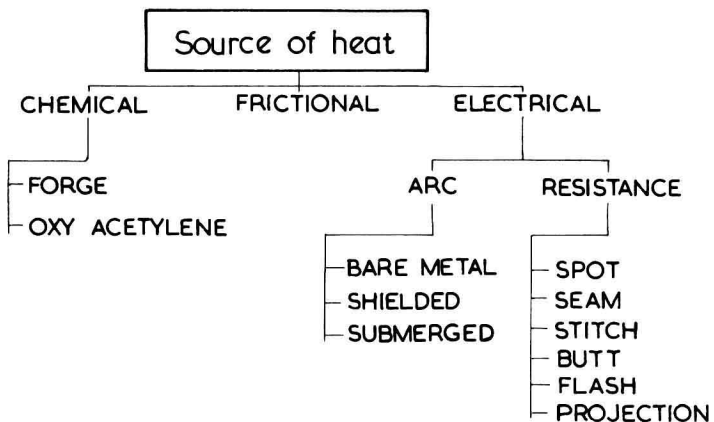 Source of heat
CHEMICAL
FRICTIONAL
ELECTRICAL
FORGE
OXY ACETYLENE
ARC
RESISTANCE
BARE METAL
SHIELDED
SUBMERGED
SPOT
SEAM
STITCH
BUTT
FLASH
PROJECTION